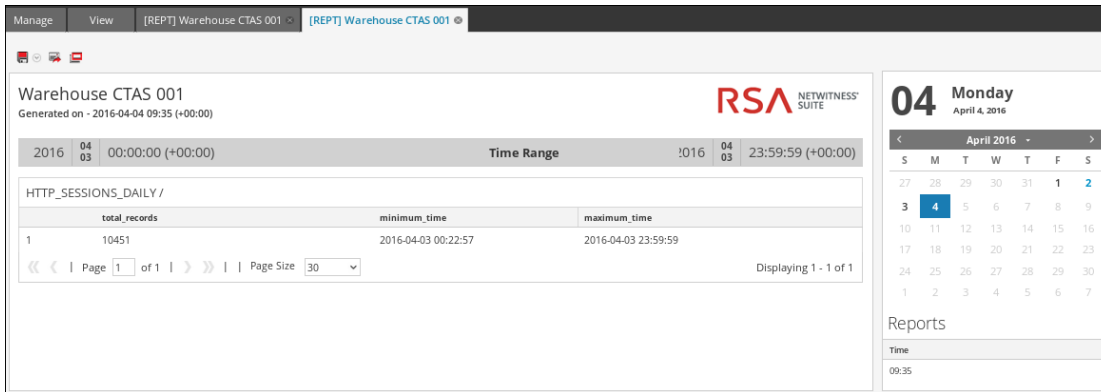 Manage View [REPT] Warehouse CTAS 001 [REPT] Warehouse CTAS 001
Warehouse CTAS 001
Generated on - 2016-04-04 09:35 (+00:00)
RSA NETWITNESS® SUITE
2016 04 03 00:00:00 (+00:00) Time Range 2016 04 03 23:59:59 (+00:00)
HTTP_SESSIONS_DAILY /
total_records minimum_time maximum_time
1 10451 2016-04-03 00:22:57 2016-04-03 23:59:59
Page 1 of 1 | | Page Size 30 Displaying 1 - 1 of 1
04 Monday
April 4, 2016
April 2016
S M T W T F S
27 28 29 30 31 1 2
3 4 5 6 7 8 9
10 11 12 13 14 15 16
17 18 19 20 21 22 23
24 25 26 27 28 29 30
1 2 3 4 5 6 7
Reports
Time
09:35